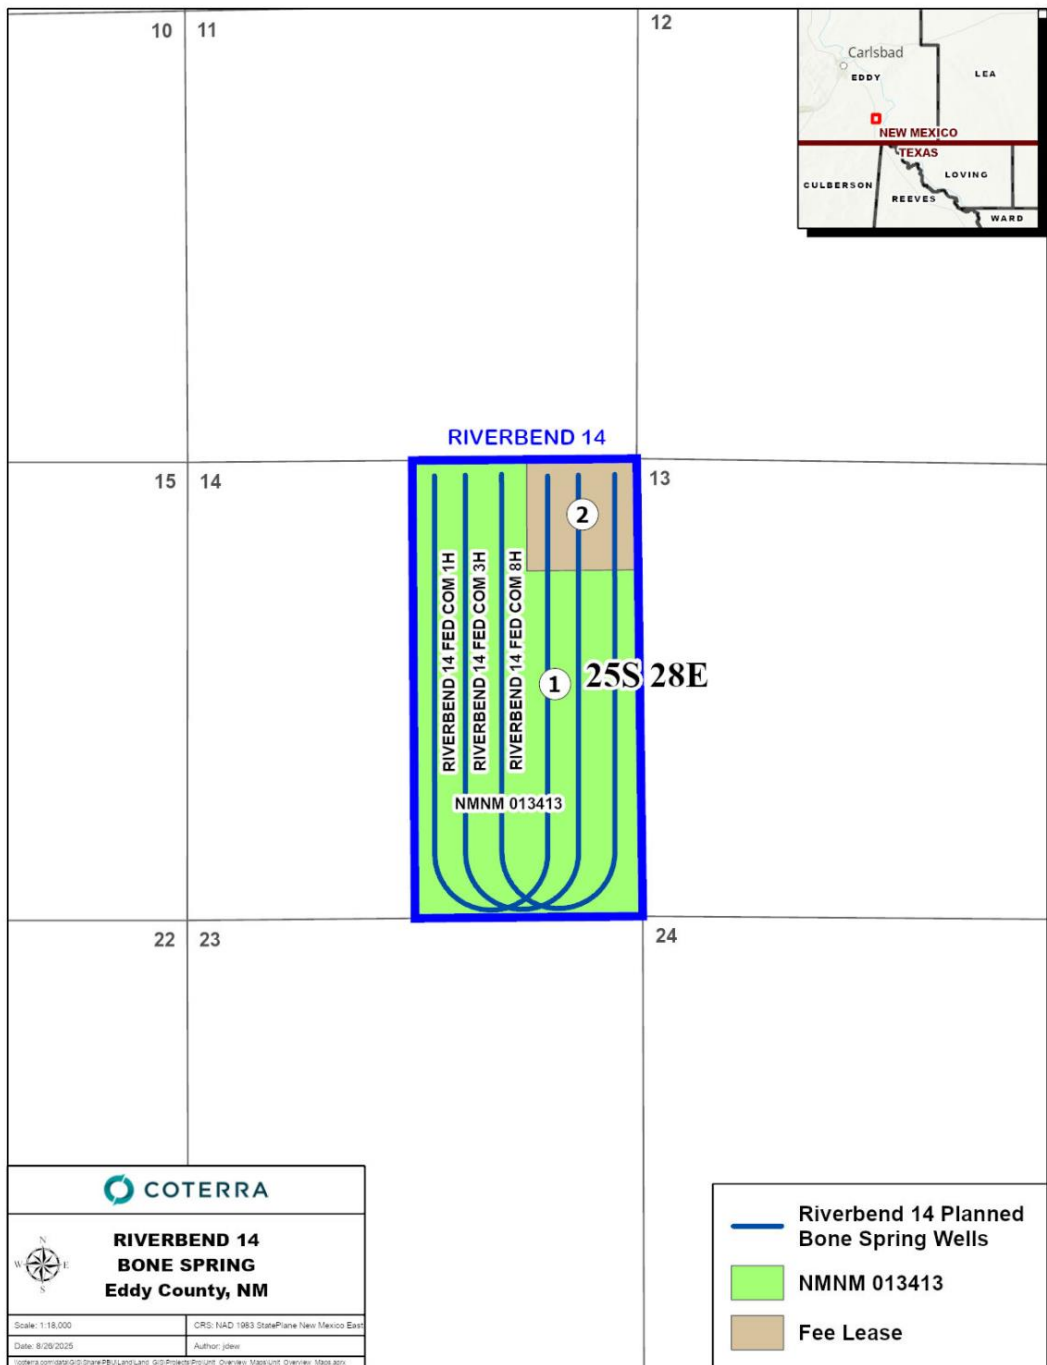 10
11
12
Carlsbad
EDDY
LEA
NEW MEXICO
TEXAS
CULBERSON
REEVES
LOVING
WARD
RIVERBEND 14
15
14
13
2
RIVERBEND 14 FED COM 1H
RIVERBEND 14 FED COM 3H
RIVERBEND 14 FED COM 8H
1
25S 28E
NMNM 013413
22
23
24
COTERRA
N
W
E
S
RIVERBEND 14
BONE SPRING
Eddy County, NM
Scale: 1:18,000
CRS: NAD 1983 StatePlane New Mexico East
Date: 8/26/2025
Author: jdew
Riverbend 14 Planned
Bone Spring Wells
NMNM 013413
Fee Lease